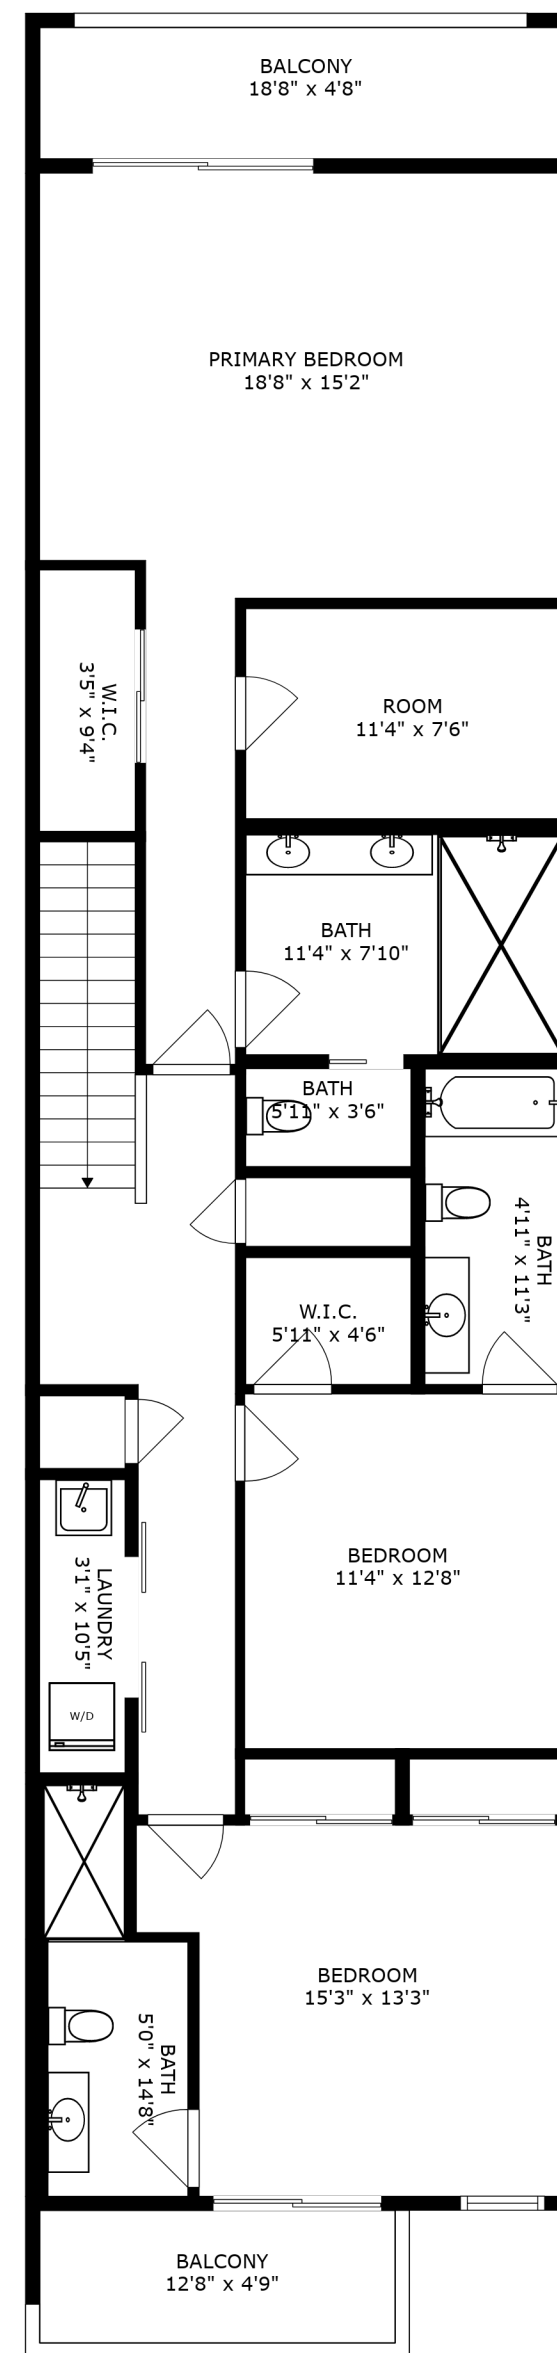 BALCONY
18'8" x 4'8"
PRIMARY BEDROOM
18'8" x 15'2"
W.I.C.
3'5" x 9'4"
ROOM
11'4" x 7'6"
BATH
11'4" x 7'10"
BATH
5'11" x 3'6"
BATH
4'11" x 11'3"
W.I.C.
5'11" x 4'6"
BEDROOM
11'4" x 12'8"
LAUNDRY
3'1" x 10'5"
W/D
BEDROOM
15'3" x 13'3"
BATH
5'0" x 14'8"
BALCONY
12'8" x 4'9"